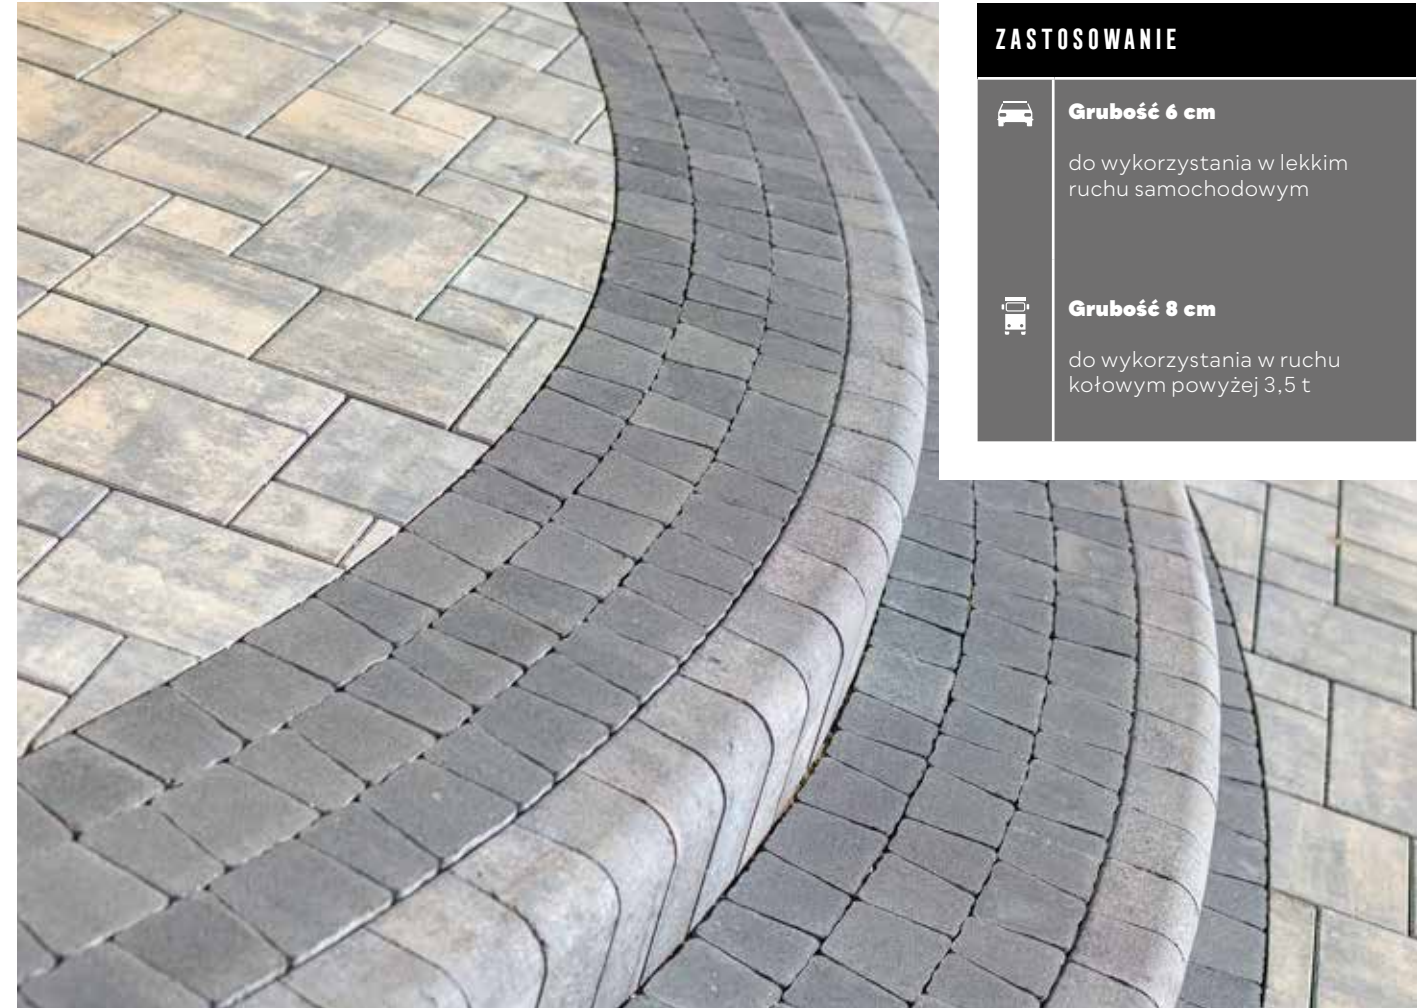 ZASTOSOWANIE
Grubość 6 cm
do wykorzystania w lekkim
ruchu samochodowym
Grubość 8 cm
do wykorzystania w ruchu
kołowym powyżej 3,5 t